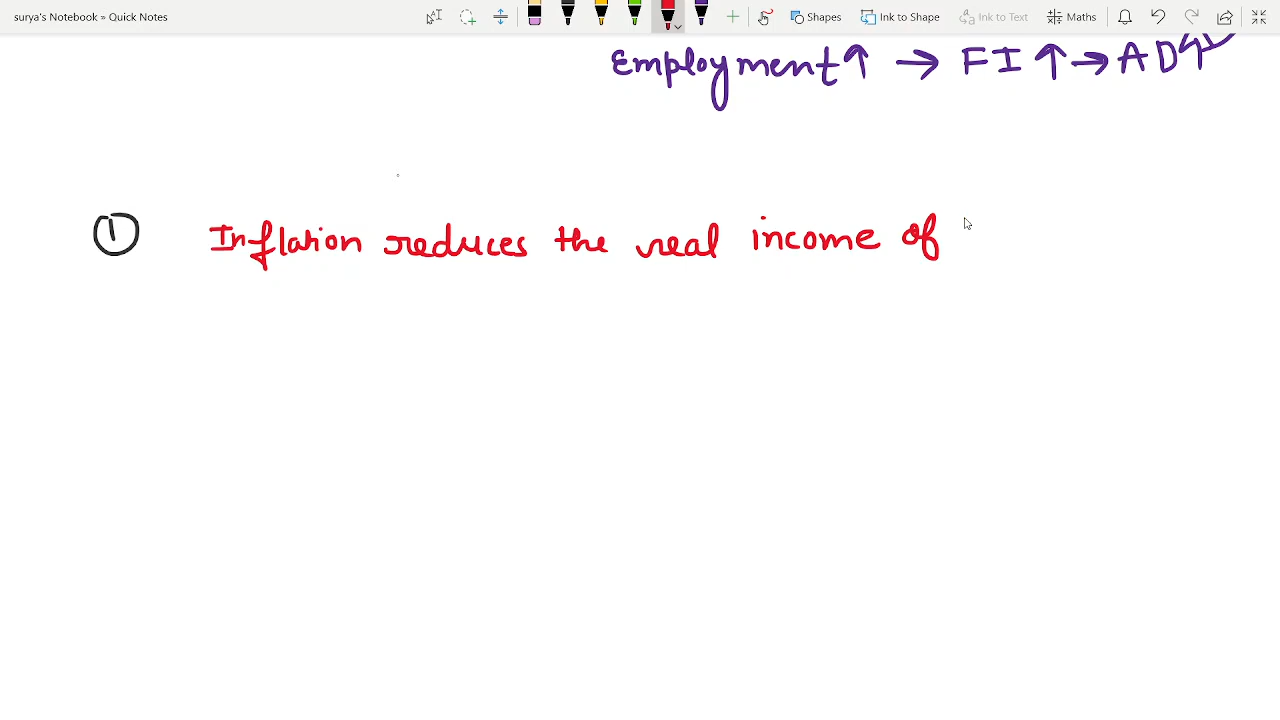 surya's Notebook » Quick Notes Shapes Ink to Shape Ink to Text Maths
Employment↑ → FI↑ → AD↑
① Inflation reduces the real income of